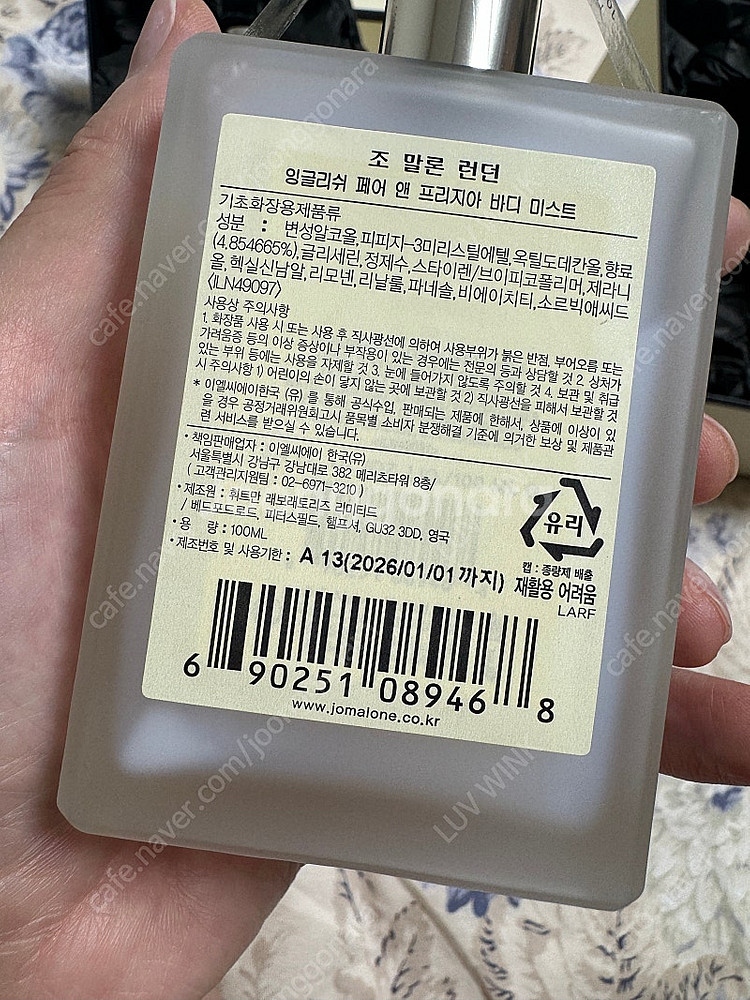 조 말론 런던
잉글리쉬 페어 앤 프리지아 바디 미스트
기초화장용제품류
성분 : 변성알코올,피피지-3미리스틸에텔,옥틸도데칸올,향료
(4.854665%),글리세린,정제수,스타이렌/브이피코폴리머,제라니
올,헥실신남알,리모넨,리날룰,파네솔,비에이치티,소르빅애씨드
〈ILN49097〉
사용상 주의사항
1. 화장품 사용 시 또는 사용 후 직사광선에 의하여 사용부위가 붉은 반점, 부어오름 또는
가려움증 등의 이상 증상이나 부작용이 있는 경우에는 전문의 등과 상담할 것 2. 상처가
있는 부위 등에는 사용을 자제할 것 3. 눈에 들어가지 않도록 주의할 것 4. 보관 및 취급
시 주의사항 1) 어린이의 손이 닿지 않는 곳에 보관할 것 2) 직사광선을 피해서 보관할 것
* 이엘씨에이한국 (유) 를 통해 공식수입, 판매되는 제품에 한해서, 상품에 이상이 있
을 경우 공정거래위원회고시 품목별 소비자 분쟁해결 기준에 의거한 보상 및 제품관
련 서비스를 받으실 수 있습니다.
• 책임판매업자 : 이엘씨에이 한국(유)
서울특별시 강남구 강남대로 382 메리츠타워 8층/
( 고객관리지원팀 : 02-6971-3210 )
• 제조원 : 휘트만 래보래토리즈 리미티드
/ 베드포드로드, 피터스필드, 햄프셔, GU32 3DD, 영국
• 용 량 : 100ML
• 제조번호 및 사용기한 : A 13(2026/01/01까지)
유리
캡 : 종량제 배출
재활용 어려움
LARF
6 90251 08946 8
www.jomalone.co.kr
cafe.naver.com/joonggonara
LUV WINI